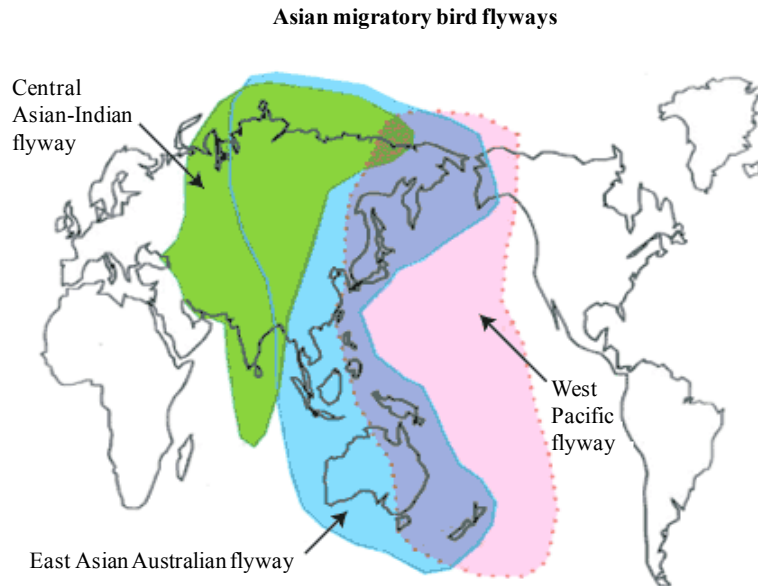 Asian migratory bird flyways
Central
Asian-Indian
flyway
West
Pacific
flyway
East Asian Australian flyway